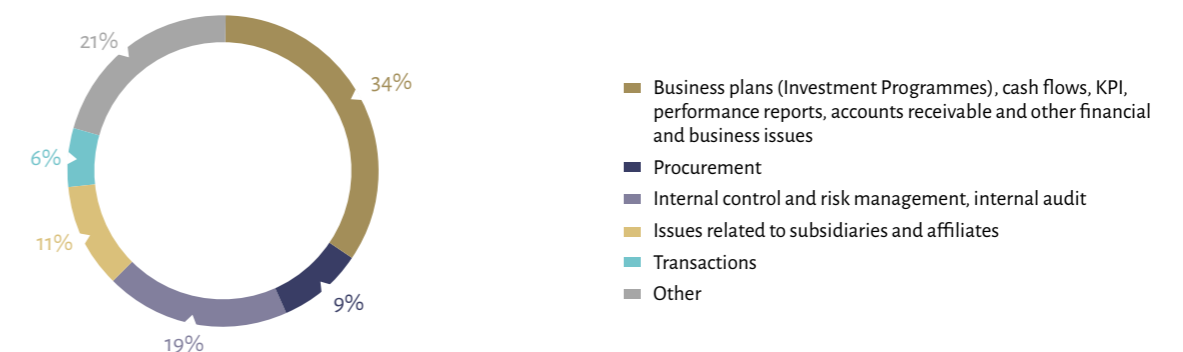 21%
34%
6%
11%
9%
19%
Business plans (Investment Programmes), cash flows, KPI,
performance reports, accounts receivable and other financial
and business issues
Procurement
Internal control and risk management, internal audit
Issues related to subsidiaries and affiliates
Transactions
Other